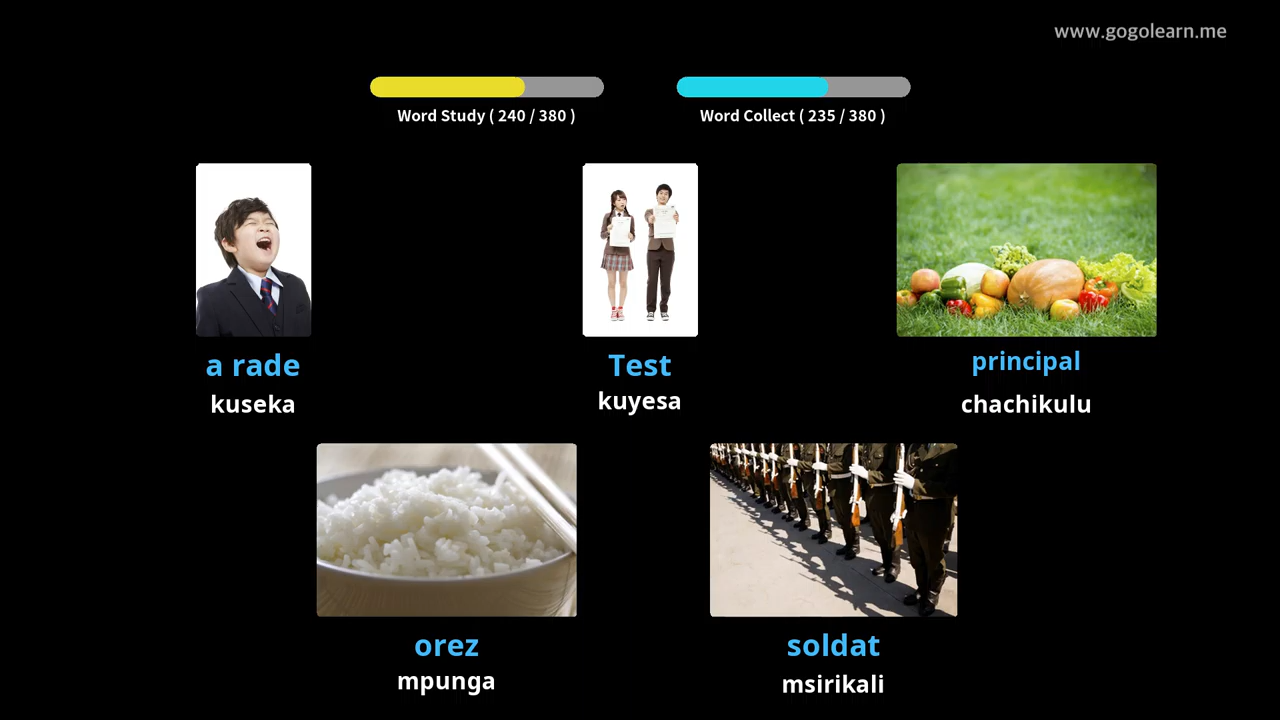 www.gogolearn.me
Word Study ( 240 / 380 )
Word Collect ( 235 / 380 )
a rade
kuseka
Test
kuyesa
principal
chachikulu
orez
mpunga
soldat
msirikali